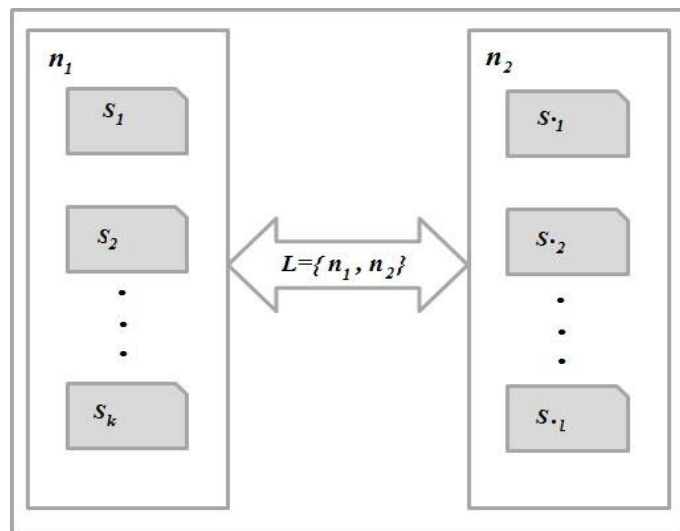 n₁
S₁
S₂
Sₖ
L={ n₁ , n₂}
n₂
S·₁
S·₂
S·ₗ